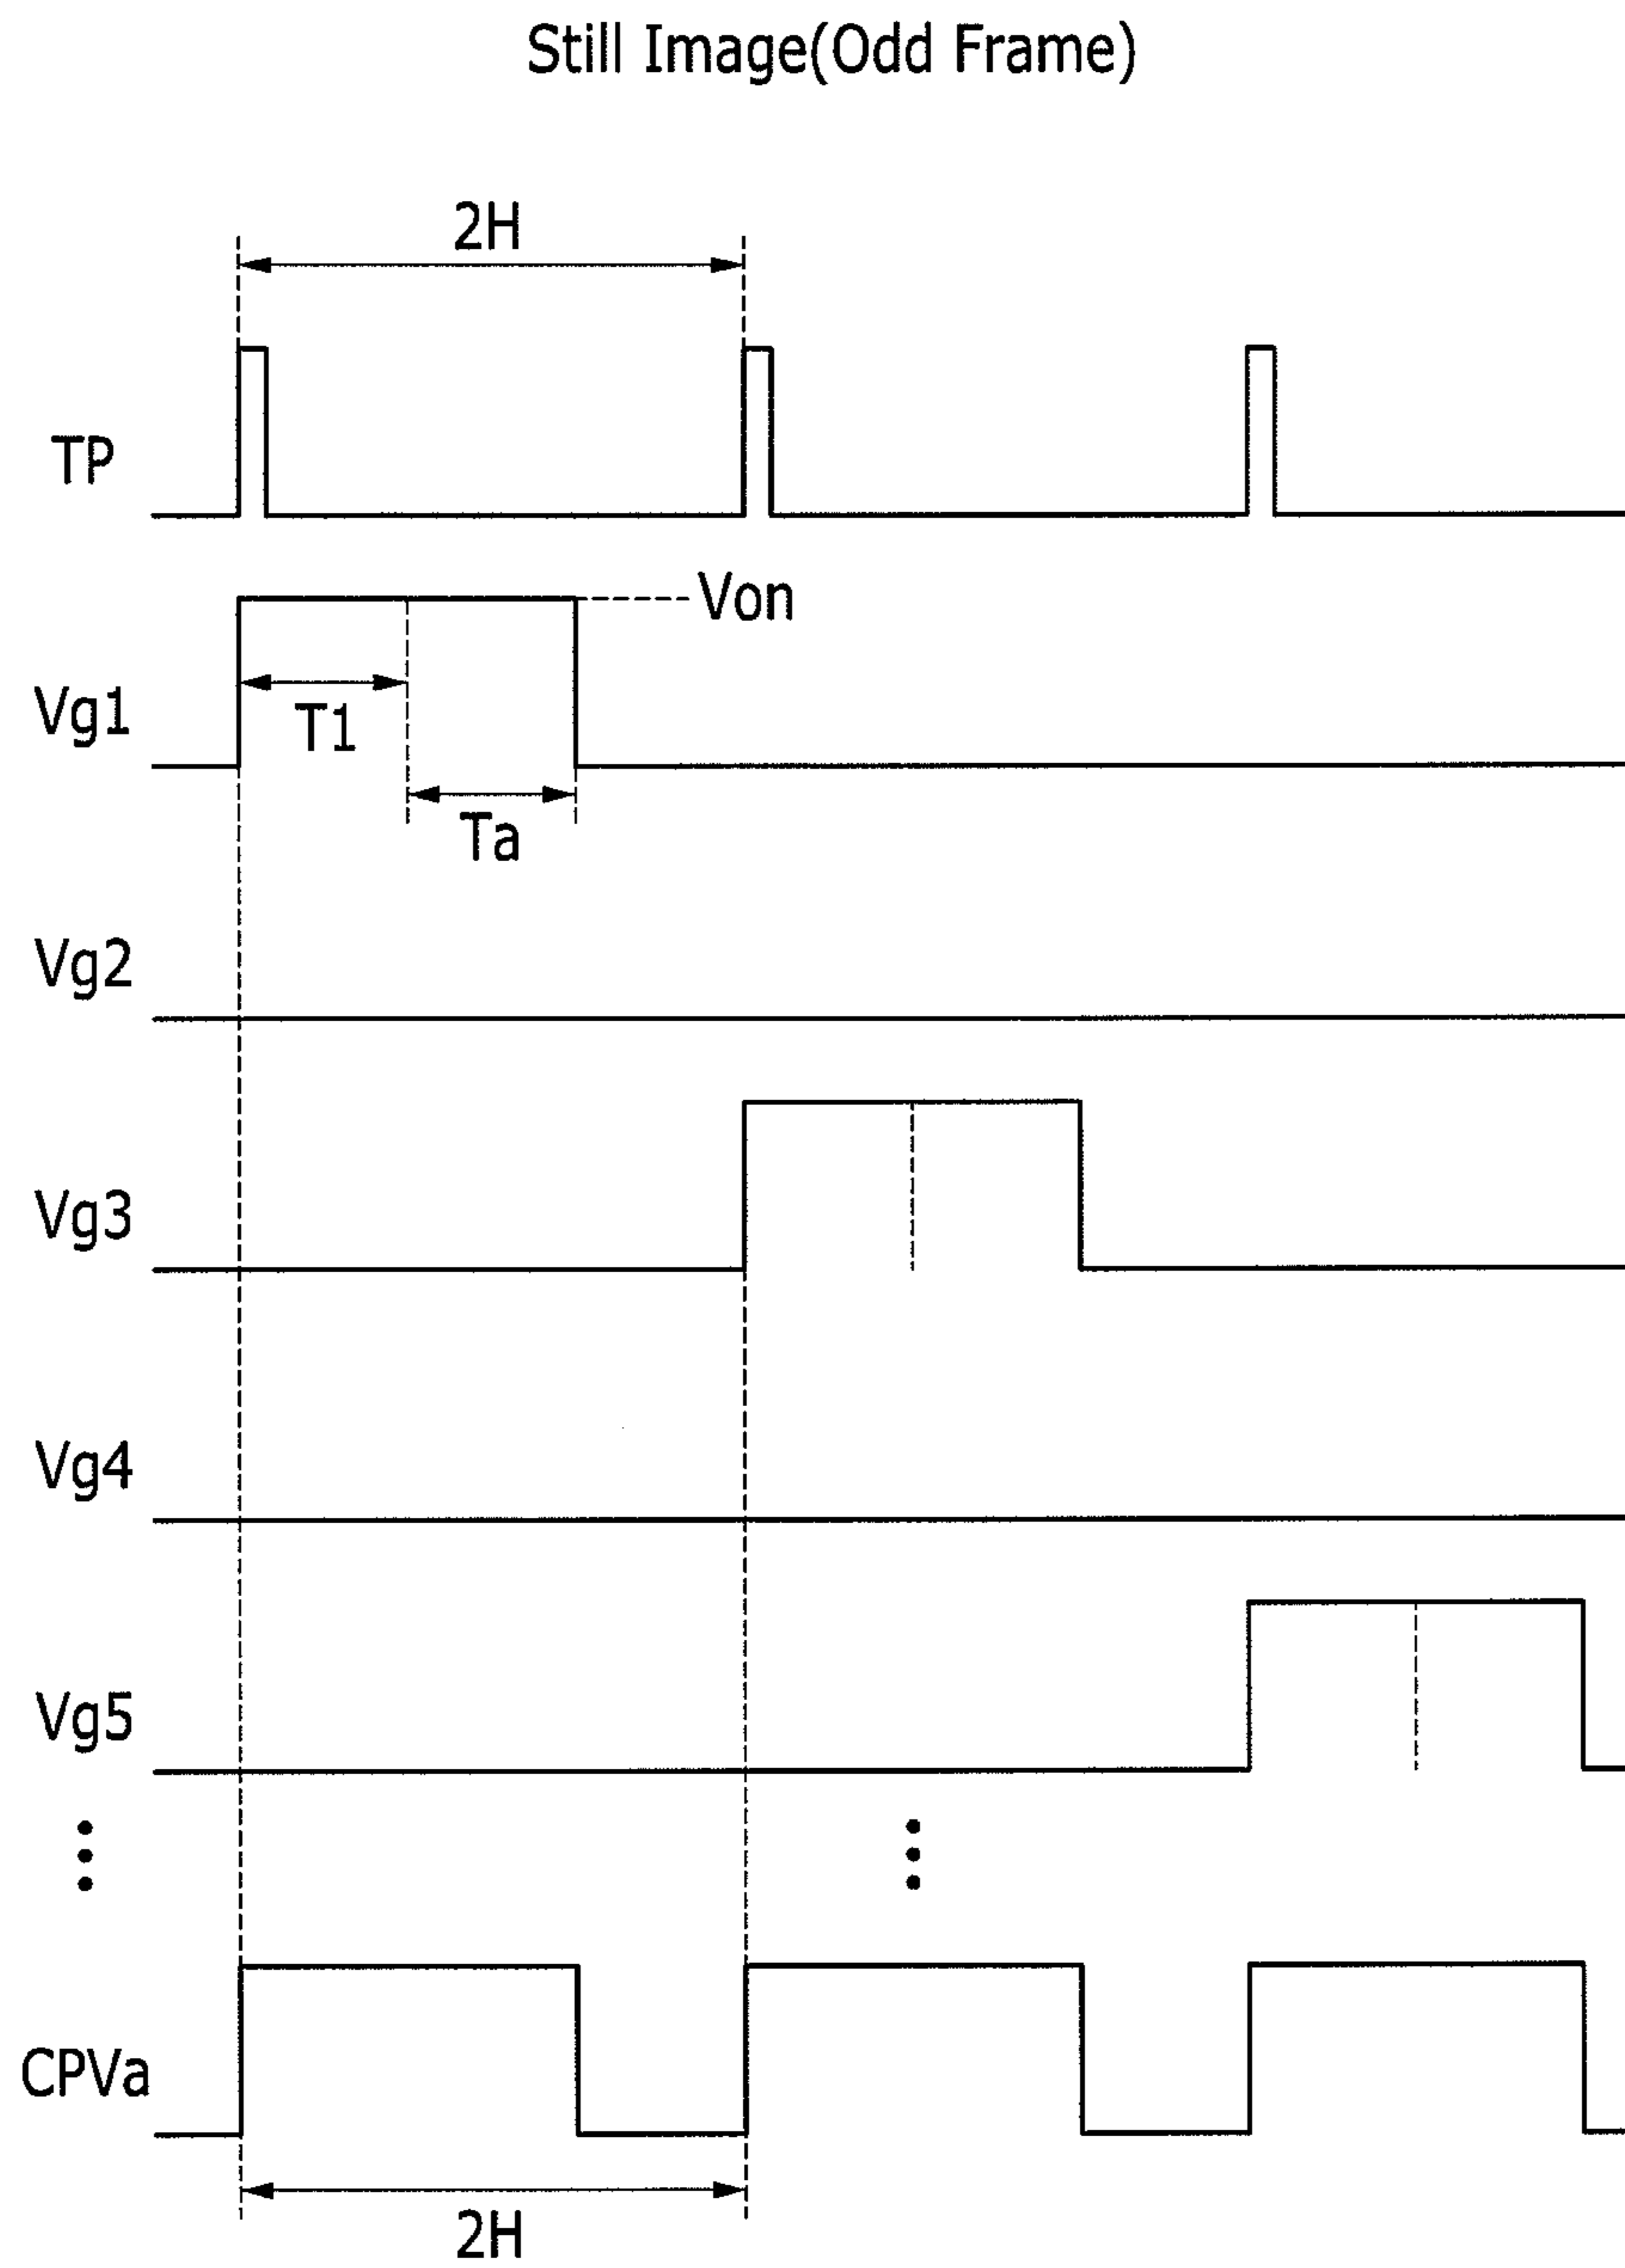 Still Image(Odd Frame)
2H
TP
Von
Vg1
T1
Ta
Vg2
Vg3
Vg4
Vg5
CPVa
2H